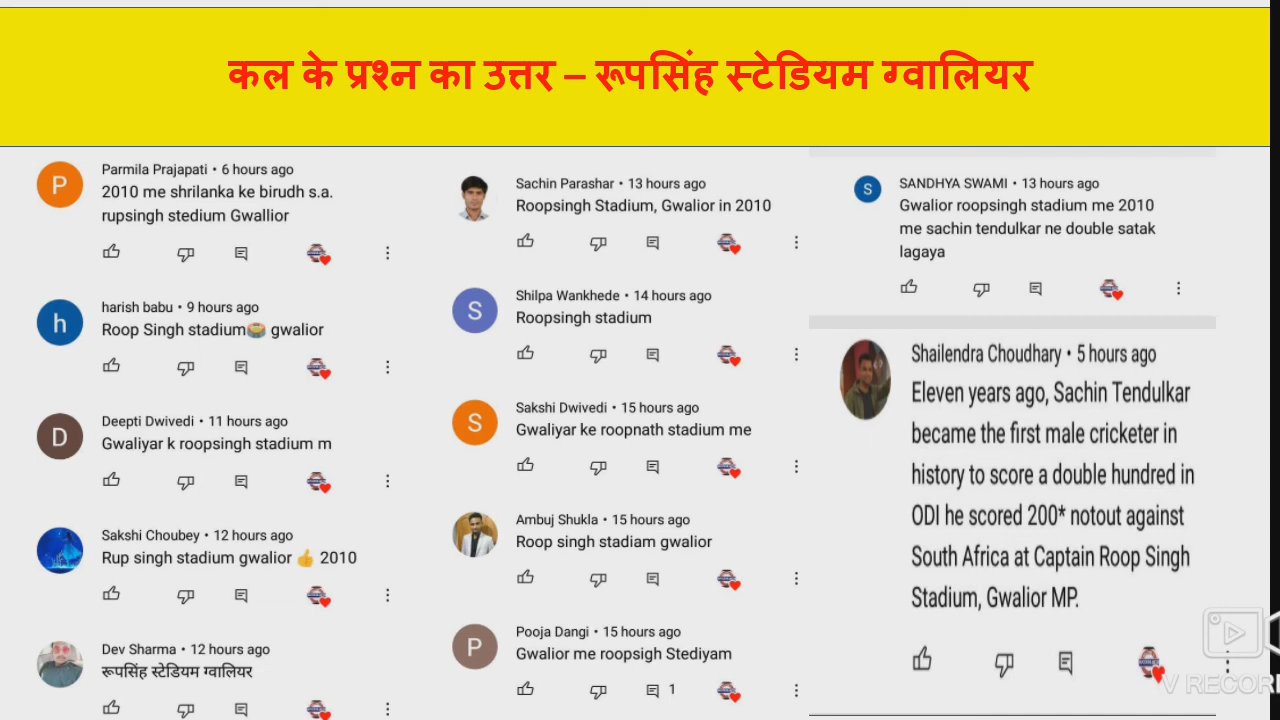 कल के प्रश्न का उत्तर – रूपसिंह स्टेडियम ग्वालियर
P
Parmila Prajapati • 6 hours ago
2010 me shrilanka ke birudh s.a.
rupsingh stedium Gwallior
h
harish babu • 9 hours ago
Roop Singh stadium🏟️ gwalior
D
Deepti Dwivedi • 11 hours ago
Gwaliyar k roopsingh stadium m
Sakshi Choubey • 12 hours ago
Rup singh stadium gwalior 👍 2010
Dev Sharma • 12 hours ago
रूपसिंह स्टेडियम ग्वालियर
Sachin Parashar • 13 hours ago
Roopsingh Stadium, Gwalior in 2010
S
Shilpa Wankhede • 14 hours ago
Roopsingh stadium
S
Sakshi Dwivedi • 15 hours ago
Gwaliyar ke roopnath stadium me
Ambuj Shukla • 15 hours ago
Roop singh stadiam gwalior
P
Pooja Dangi • 15 hours ago
Gwalior me roopsigh Stediyam
1
S
SANDHYA SWAMI • 13 hours ago
Gwalior roopsingh stadium me 2010
me sachin tendulkar ne double satak
lagaya
Shailendra Choudhary • 5 hours ago
Eleven years ago, Sachin Tendulkar
became the first male cricketer in
history to score a double hundred in
ODI he scored 200* notout against
South Africa at Captain Roop Singh
Stadium, Gwalior MP.
V RECOR